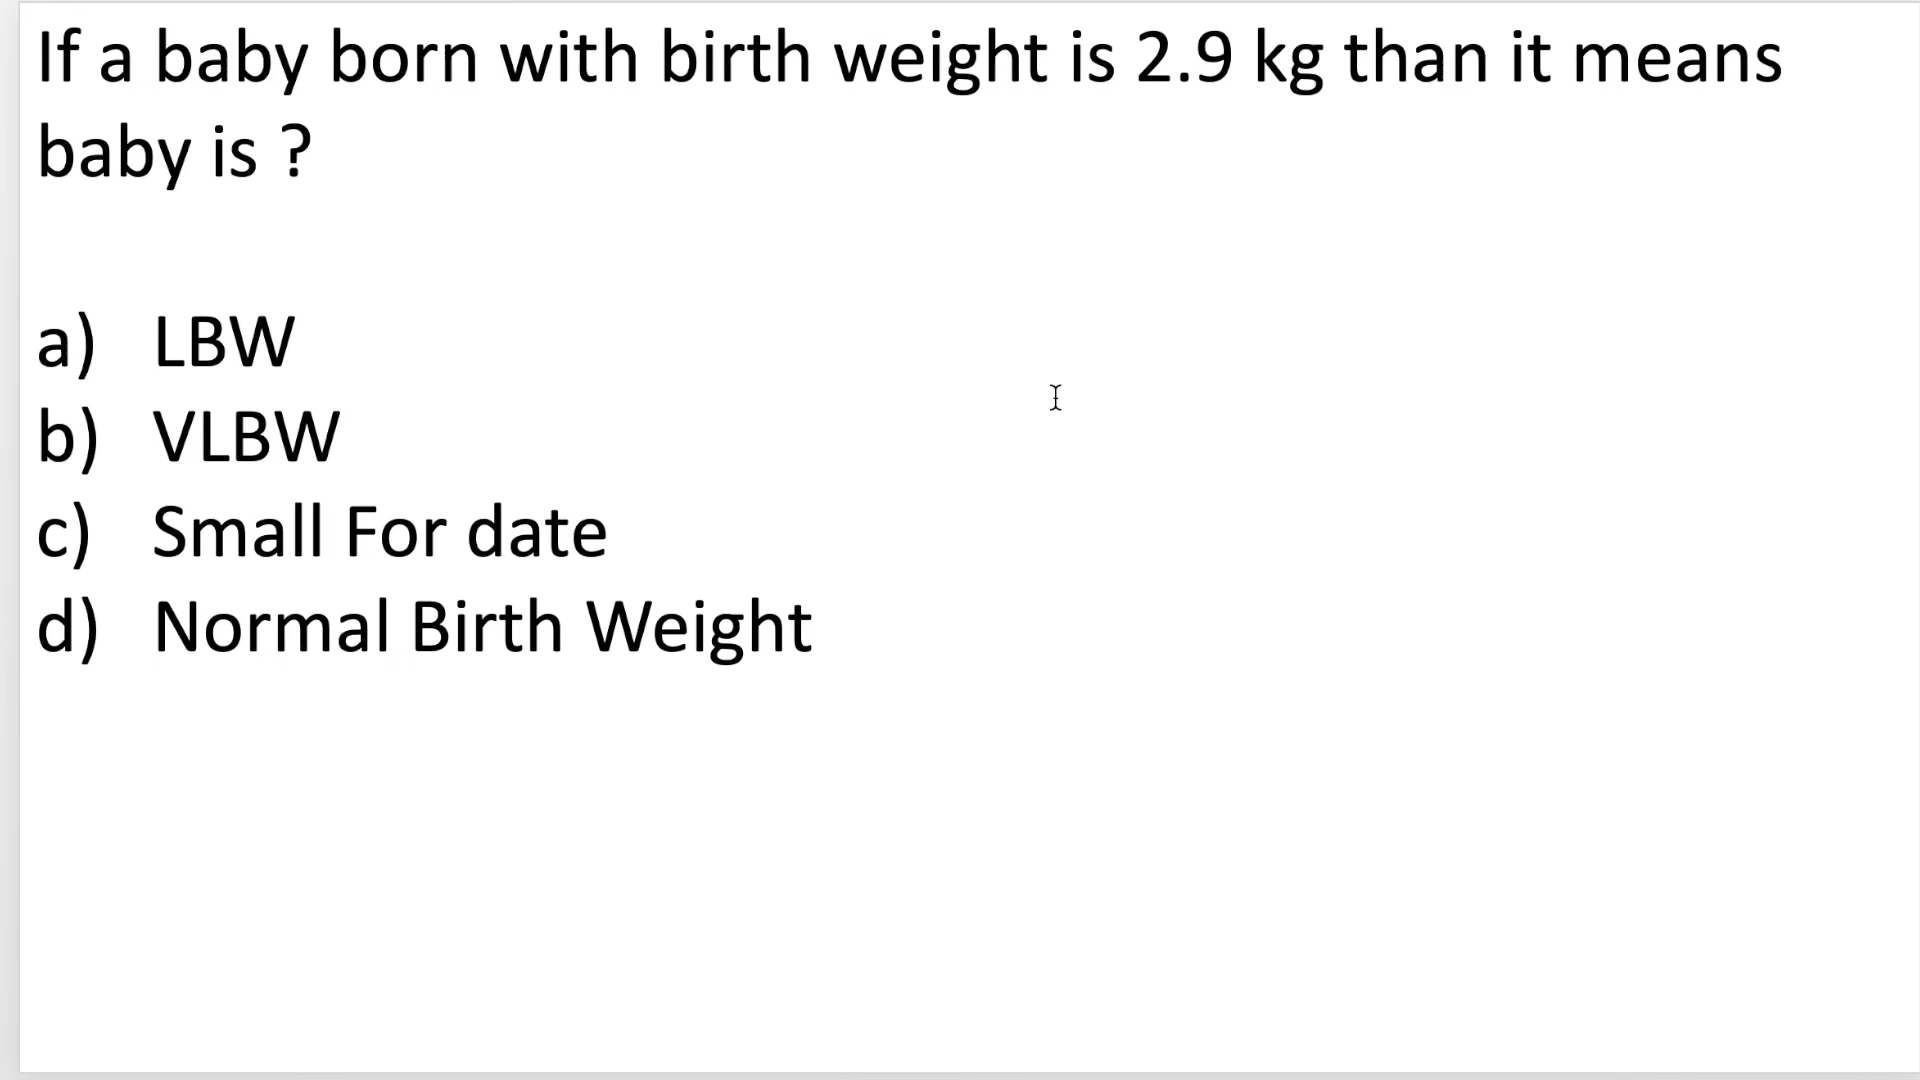 If a baby born with birth weight is 2.9 kg than it means
baby is ?
a) LBW
b) VLBW
c) Small For date
d) Normal Birth Weight